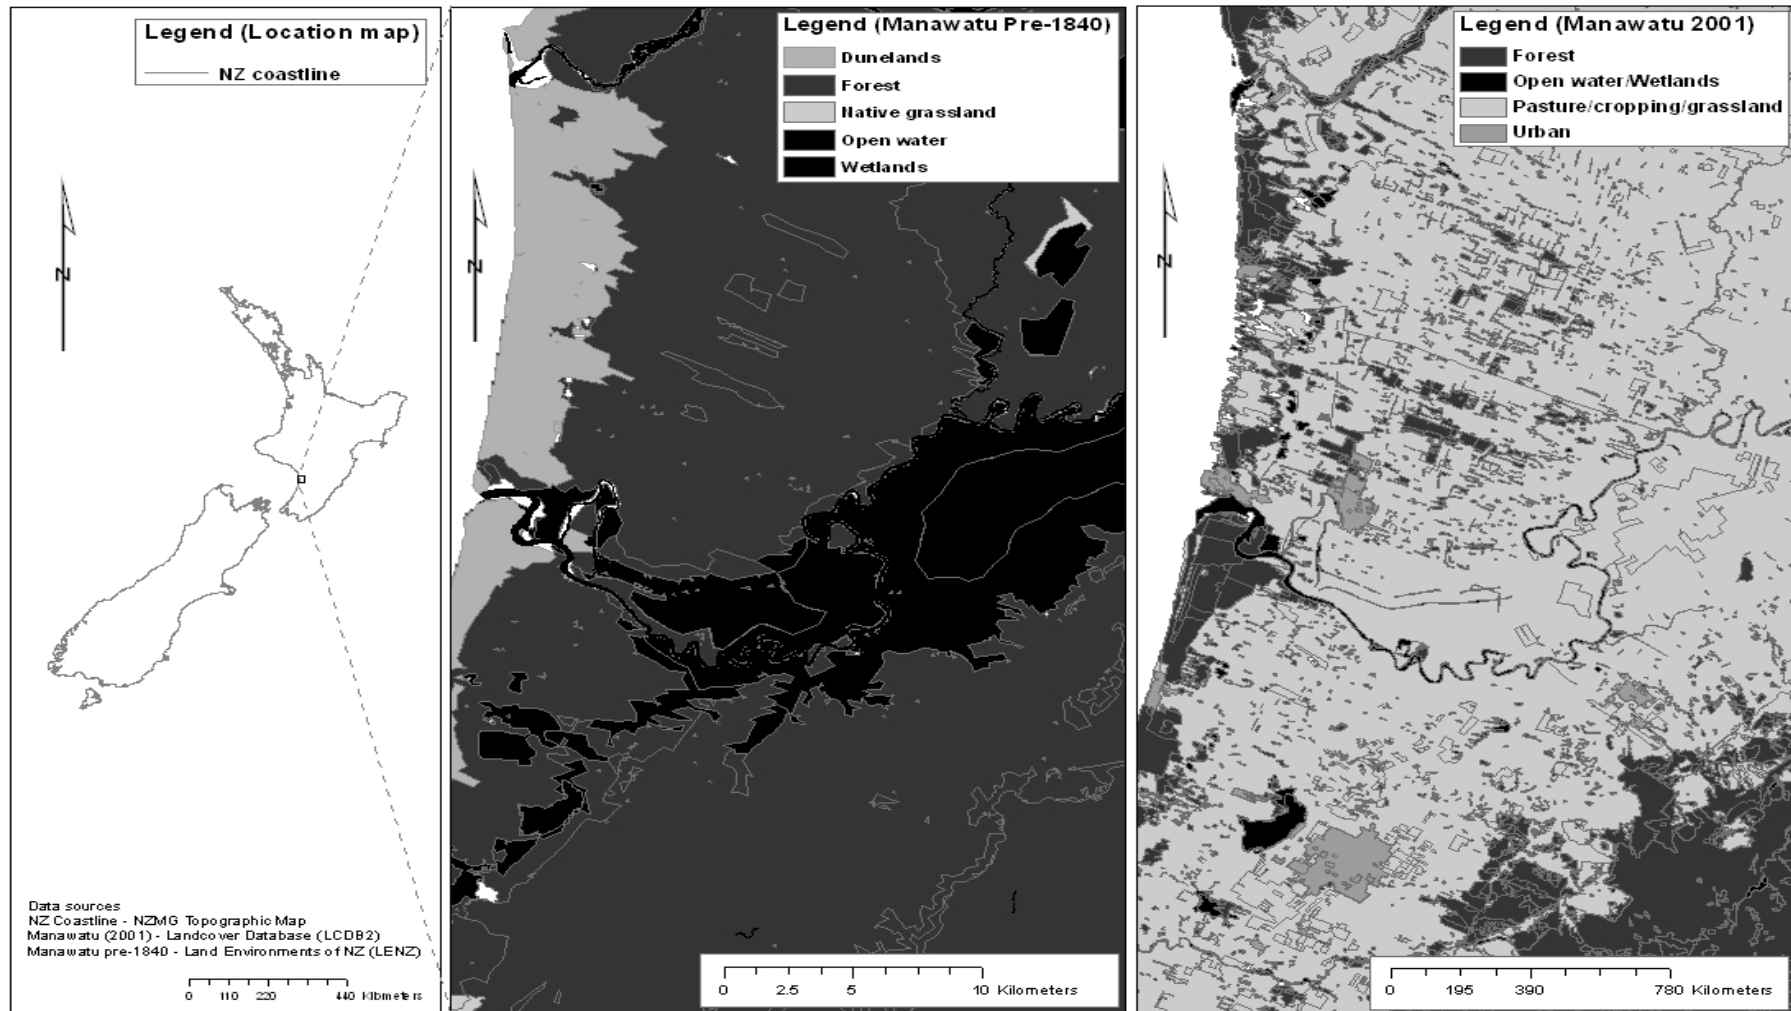 Legend (Location map)
NZ coastline
N
Data sources
NZ Coastline - NZMG Topographic Map
Manawatu (2001) - Landcover Database (LCDB2)
Manawatu pre-1840 - Land Environments of NZ (LENZ)
0 110 220 440 Kilometers
Legend (Manawatu Pre-1840)
Dunelands
Forest
Native grassland
Open water
Wetlands
N
0 2.5 5 10 Kilometers
Legend (Manawatu 2001)
Forest
Open water/Wetlands
Pasture/cropping/grassland
Urban
N
0 195 390 780 Kilometers